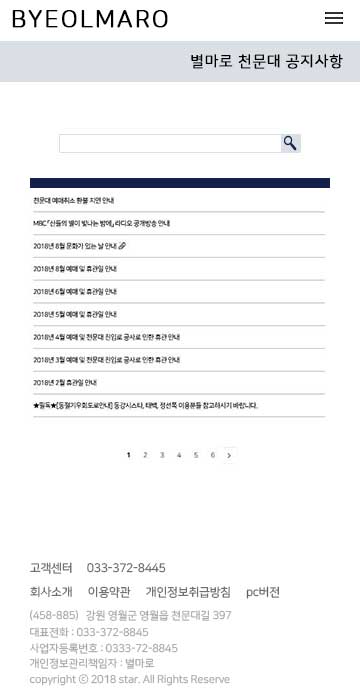 BYEOLMARO
별마로 천문대 공지사항
천문대 예매취소 환불 지연 안내
MBC「신들의 별이 빛나는 밤에」 라디오 공개방송 안내
2018년 8월 문화가 있는 날 안내
2018년 8월 예매 및 휴관일 안내
2018년 6월 예매 및 휴관일 안내
2018년 5월 예매 및 휴관일 안내
2018년 4월 예매 및 천문대 진입로 공사로 인한 휴관 안내
2018년 3월 예매 및 천문대 진입로 공사로 인한 휴관 안내
2018년 2월 휴관일 안내
★필독★[동절기우회도로안내] 동강시스타, 태백, 정선쪽 이용분들 참고하시기 바랍니다.
1 2 3 4 5 6 >
고객센터 033-372-8445
회사소개 이용약관 개인정보취급방침 pc버전
(458-885) 강원 영월군 영월읍 천문대길 397
대표전화 : 033-372-8445
사업자등록번호 : 0333-72-8445
개인정보관리책임자 : 별마로
copyright ⓒ 2018 star. All Rights Reserve